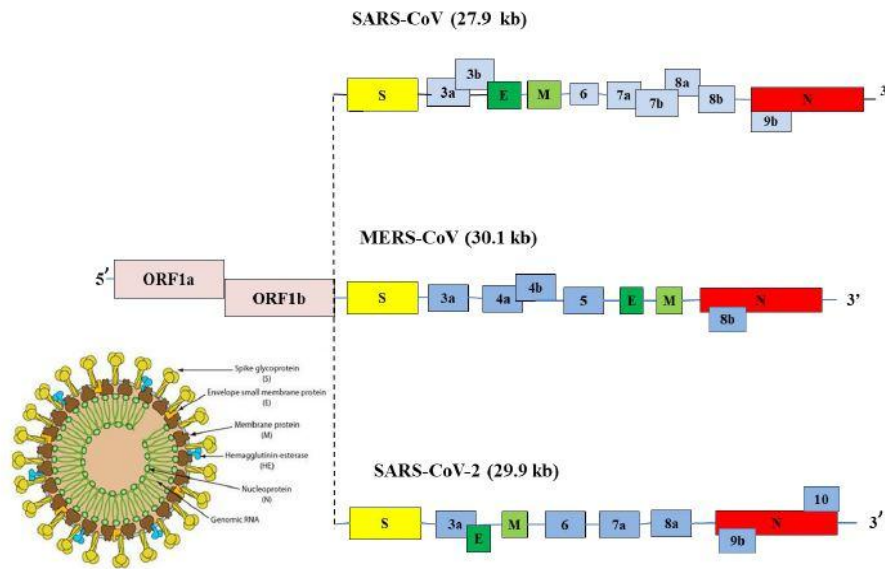 SARS-CoV (27.9 kb)
3b
8a
S
3a
E
M
6
7a
7b
8b
N
3'
9b
MERS-CoV (30.1 kb)
5'
ORF1a
ORF1b
S
3a
4a
4b
5
E
M
N
8b
3'
Spike glycoprotein
(S)
Envelope small membrane protein
(E)
Membrane protein
(M)
Hemagglutinin-esterase
(HE)
Nucleoprotein
(N)
Genomic RNA
SARS-CoV-2 (29.9 kb)
10
S
3a
E
M
6
7a
8a
N
9b
3'